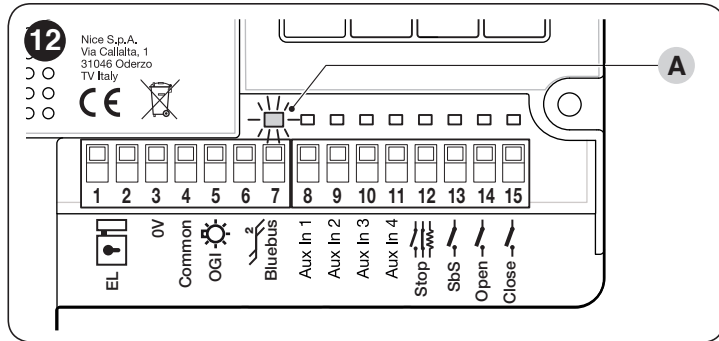 12
Nice S.p.A.
Via Callalta, 1
31046 Oderzo
TV Italy
CE
A
1 2 3 4 5 6 7 8 9 10 11 12 13 14 15
EL
0V
Common
OGI
2
Bluebus
Aux In 1
Aux In 2
Aux In 3
Aux In 4
Stop
SbS
Open
Close